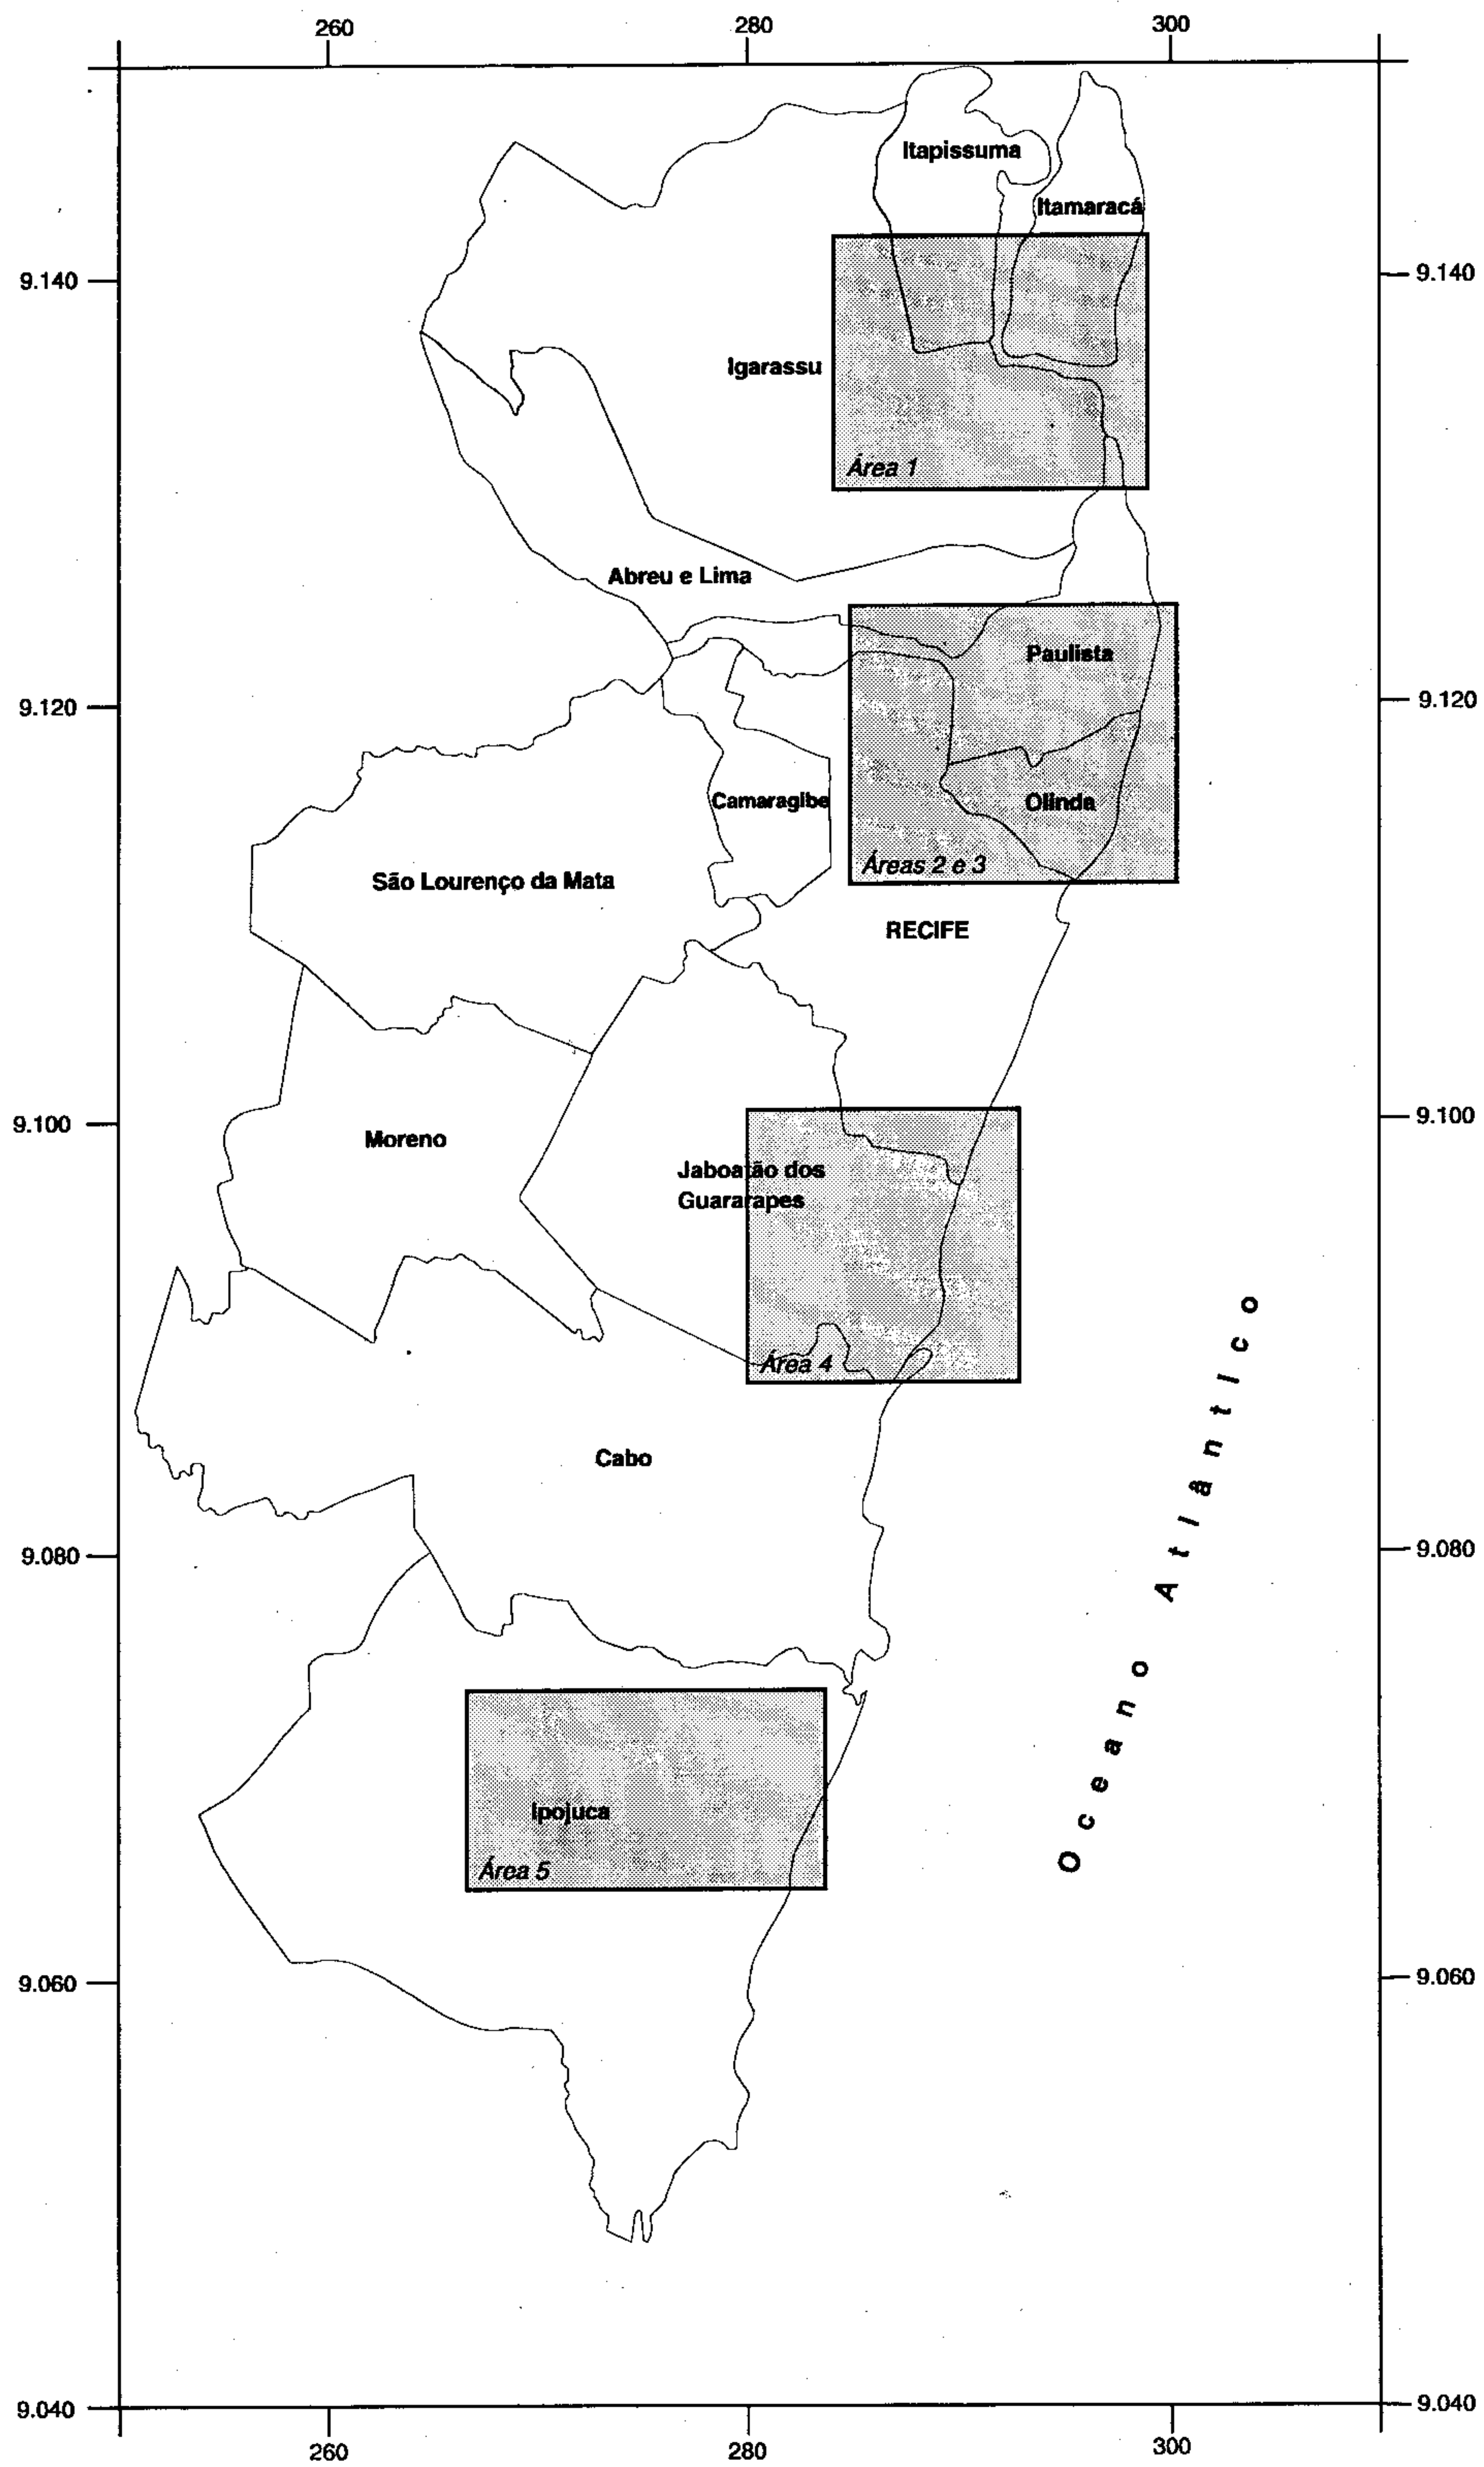 260 280 300
Itapissuma
Itamaracá
9.140 9.140
Igarassu
Área 1
Abreu e Lima
Paulista
9.120 9.120
Camaragibe
Olinda
Áreas 2 e 3
São Lourenço da Mata
RECIFE
9.100 9.100
Moreno
Jaboatão dos
Guararapes
Área 4
Cabo
Oceano Atlântico
9.080 9.080
Ipojuca
Área 5
9.060 9.060
9.040 9.040
260 280 300